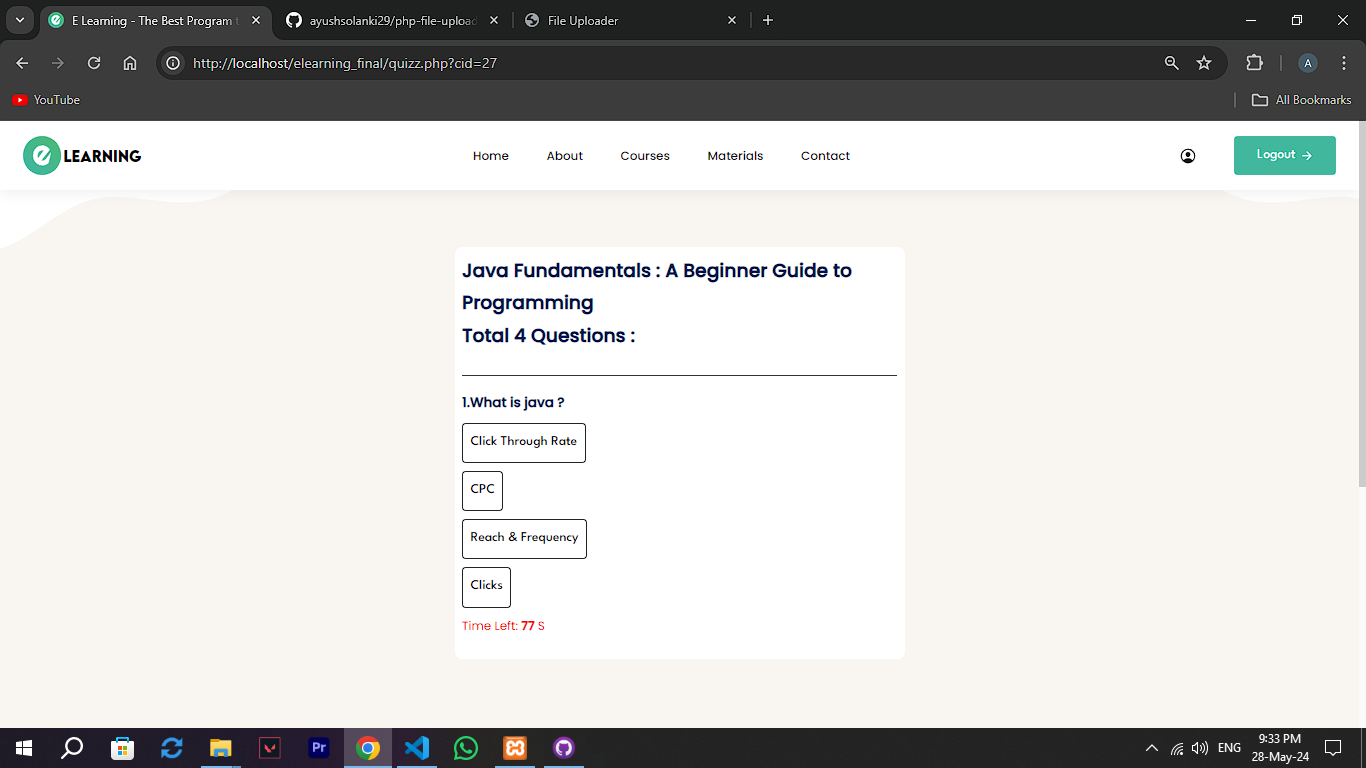 E Learning - The Best Program t
ayushsolanki29/php-file-upload
File Uploader
http://localhost/elearning_final/quizz.php?cid=27
A
YouTube
All Bookmarks
e LEARNING
Home
About
Courses
Materials
Contact
Logout →
Java Fundamentals : A Beginner Guide to
Programming
Total 4 Questions :
1.What is java ?
Click Through Rate
CPC
Reach & Frequency
Clicks
Time Left: 77 S
Pr
ENG
9:33 PM
28-May-24